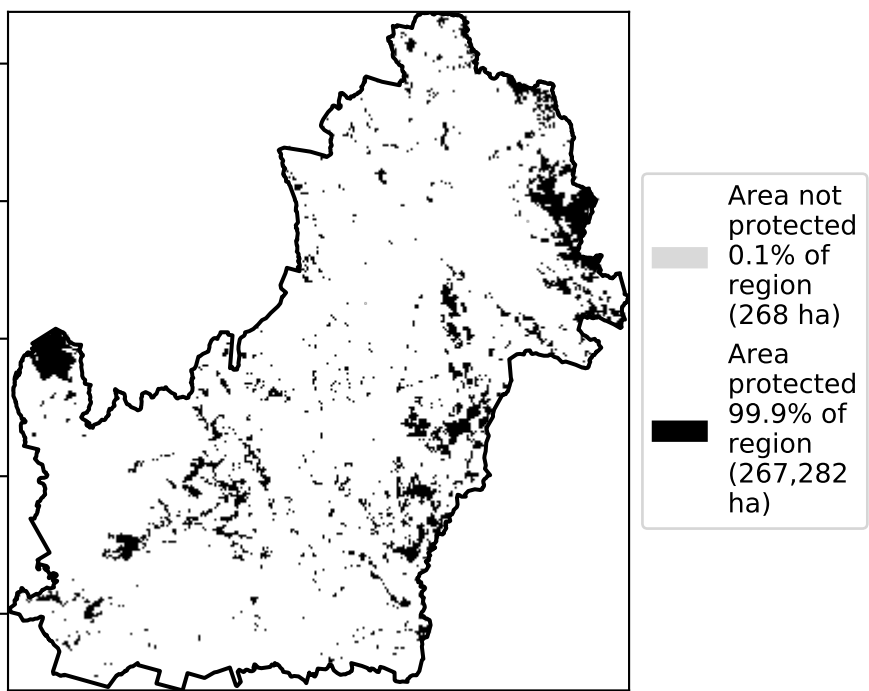 Area not
protected
0.1% of
region
(268 ha)
Area
protected
99.9% of
region
(267,282
ha)